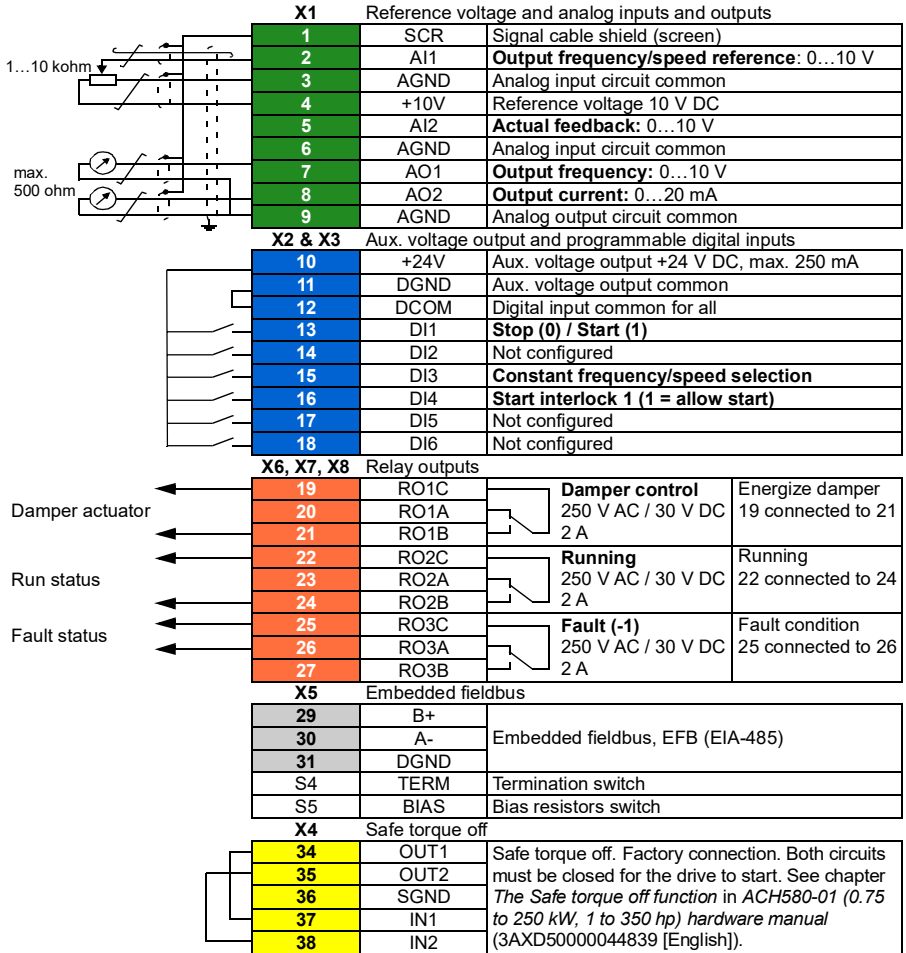 X1 Reference voltage and analog inputs and outputs
1 SCR Signal cable shield (screen)
1…10 kohm
2 AI1 Output frequency/speed reference: 0…10 V
3 AGND Analog input circuit common
4 +10V Reference voltage 10 V DC
5 AI2 Actual feedback: 0…10 V
6 AGND Analog input circuit common
max.
500 ohm
7 AO1 Output frequency: 0…10 V
8 AO2 Output current: 0…20 mA
9 AGND Analog output circuit common
X2 & X3 Aux. voltage output and programmable digital inputs
10 +24V Aux. voltage output +24 V DC, max. 250 mA
11 DGND Aux. voltage output common
12 DCOM Digital input common for all
13 DI1 Stop (0) / Start (1)
14 DI2 Not configured
15 DI3 Constant frequency/speed selection
16 DI4 Start interlock 1 (1 = allow start)
17 DI5 Not configured
18 DI6 Not configured
X6, X7, X8 Relay outputs
19 RO1C Damper control Energize damper
Damper actuator 20 RO1A 250 V AC / 30 V DC 19 connected to 21
21 RO1B 2 A
22 RO2C Running Running
Run status 23 RO2A 250 V AC / 30 V DC 22 connected to 24
24 RO2B 2 A
25 RO3C Fault (-1) Fault condition
Fault status 26 RO3A 250 V AC / 30 V DC 25 connected to 26
27 RO3B 2 A
X5 Embedded fieldbus
29 B+
30 A- Embedded fieldbus, EFB (EIA-485)
31 DGND
S4 TERM Termination switch
S5 BIAS Bias resistors switch
X4 Safe torque off
34 OUT1 Safe torque off. Factory connection. Both circuits
35 OUT2 must be closed for the drive to start. See chapter
36 SGND The Safe torque off function in ACH580-01 (0.75
37 IN1 to 250 kW, 1 to 350 hp) hardware manual
38 IN2 (3AXD50000044839 [English]).